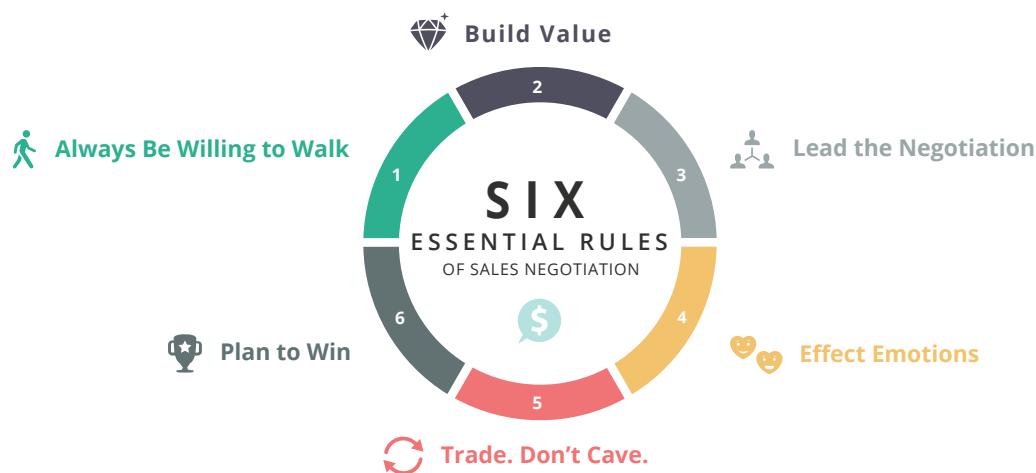 Build Value
2
Always Be Willing to Walk
1
3
Lead the Negotiation
SIX
ESSENTIAL RULES
OF SALES NEGOTIATION
$
6
4
Plan to Win
Effect Emotions
5
Trade. Don’t Cave.